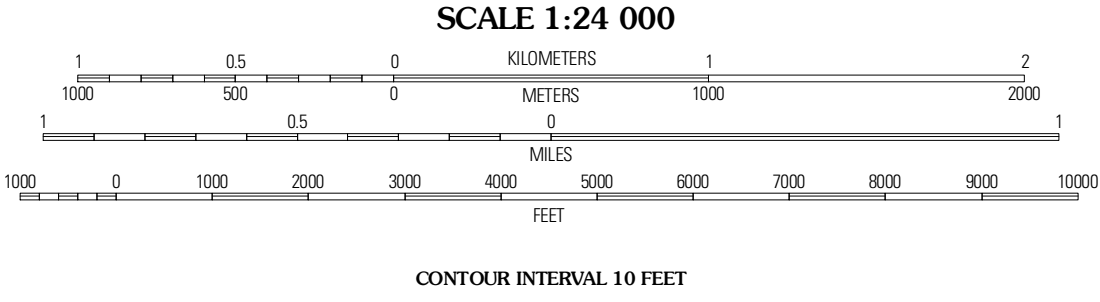 SCALE 1:24 000
1 0.5 0 KILOMETERS 1 2
1000 500 0 METERS 1000 2000
1 0.5 0 1
MILES
1000 0 1000 2000 3000 4000 5000 6000 7000 8000 9000 10000
FEET
CONTOUR INTERVAL 10 FEET